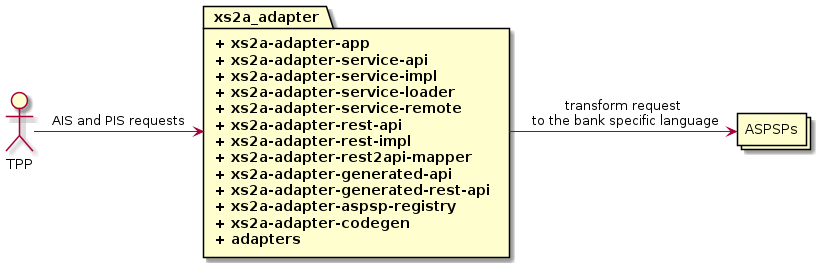 xs2a_adapter
+ xs2a-adapter-app
+ xs2a-adapter-service-api
+ xs2a-adapter-service-impl
+ xs2a-adapter-service-loader
+ xs2a-adapter-service-remote
+ xs2a-adapter-rest-api
+ xs2a-adapter-rest-impl
+ xs2a-adapter-rest2api-mapper
+ xs2a-adapter-generated-api
+ xs2a-adapter-generated-rest-api
+ xs2a-adapter-aspsp-registry
+ xs2a-adapter-codegen
+ adapters
TPP
AIS and PIS requests
transform request
to the bank specific language
ASPSPs